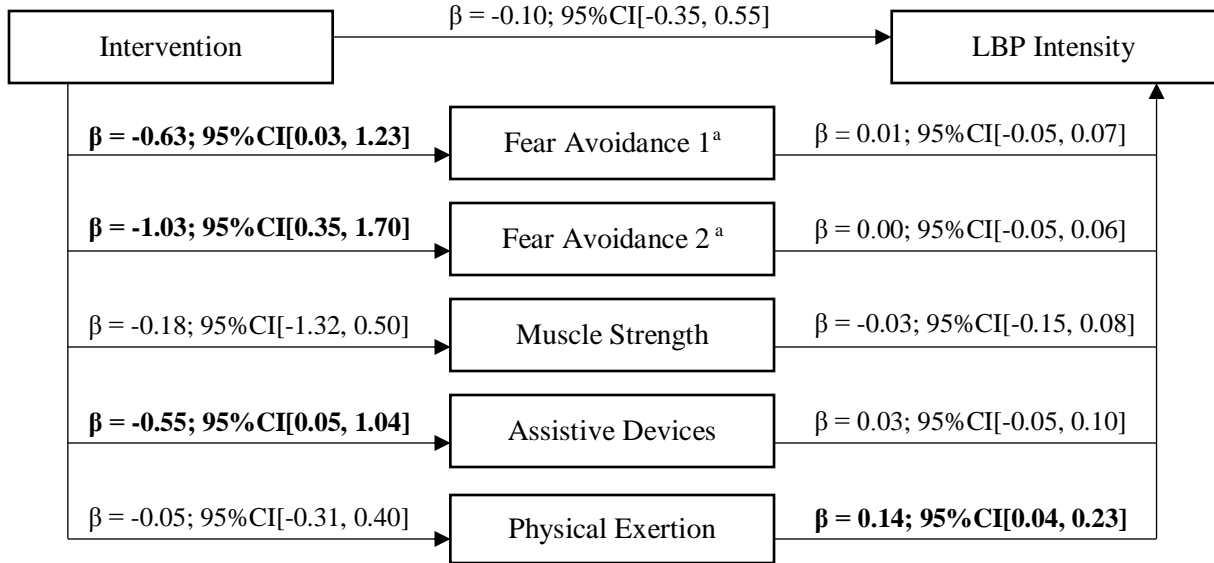 β = -0.10; 95%CI[-0.35, 0.55]
Intervention
LBP Intensity
β = -0.63; 95%CI[0.03, 1.23]
Fear Avoidance 1ª
β = 0.01; 95%CI[-0.05, 0.07]
β = -1.03; 95%CI[0.35, 1.70]
Fear Avoidance 2 ª
β = 0.00; 95%CI[-0.05, 0.06]
β = -0.18; 95%CI[-1.32, 0.50]
Muscle Strength
β = -0.03; 95%CI[-0.15, 0.08]
β = -0.55; 95%CI[0.05, 1.04]
Assistive Devices
β = 0.03; 95%CI[-0.05, 0.10]
β = -0.05; 95%CI[-0.31, 0.40]
Physical Exertion
β = 0.14; 95%CI[0.04, 0.23]